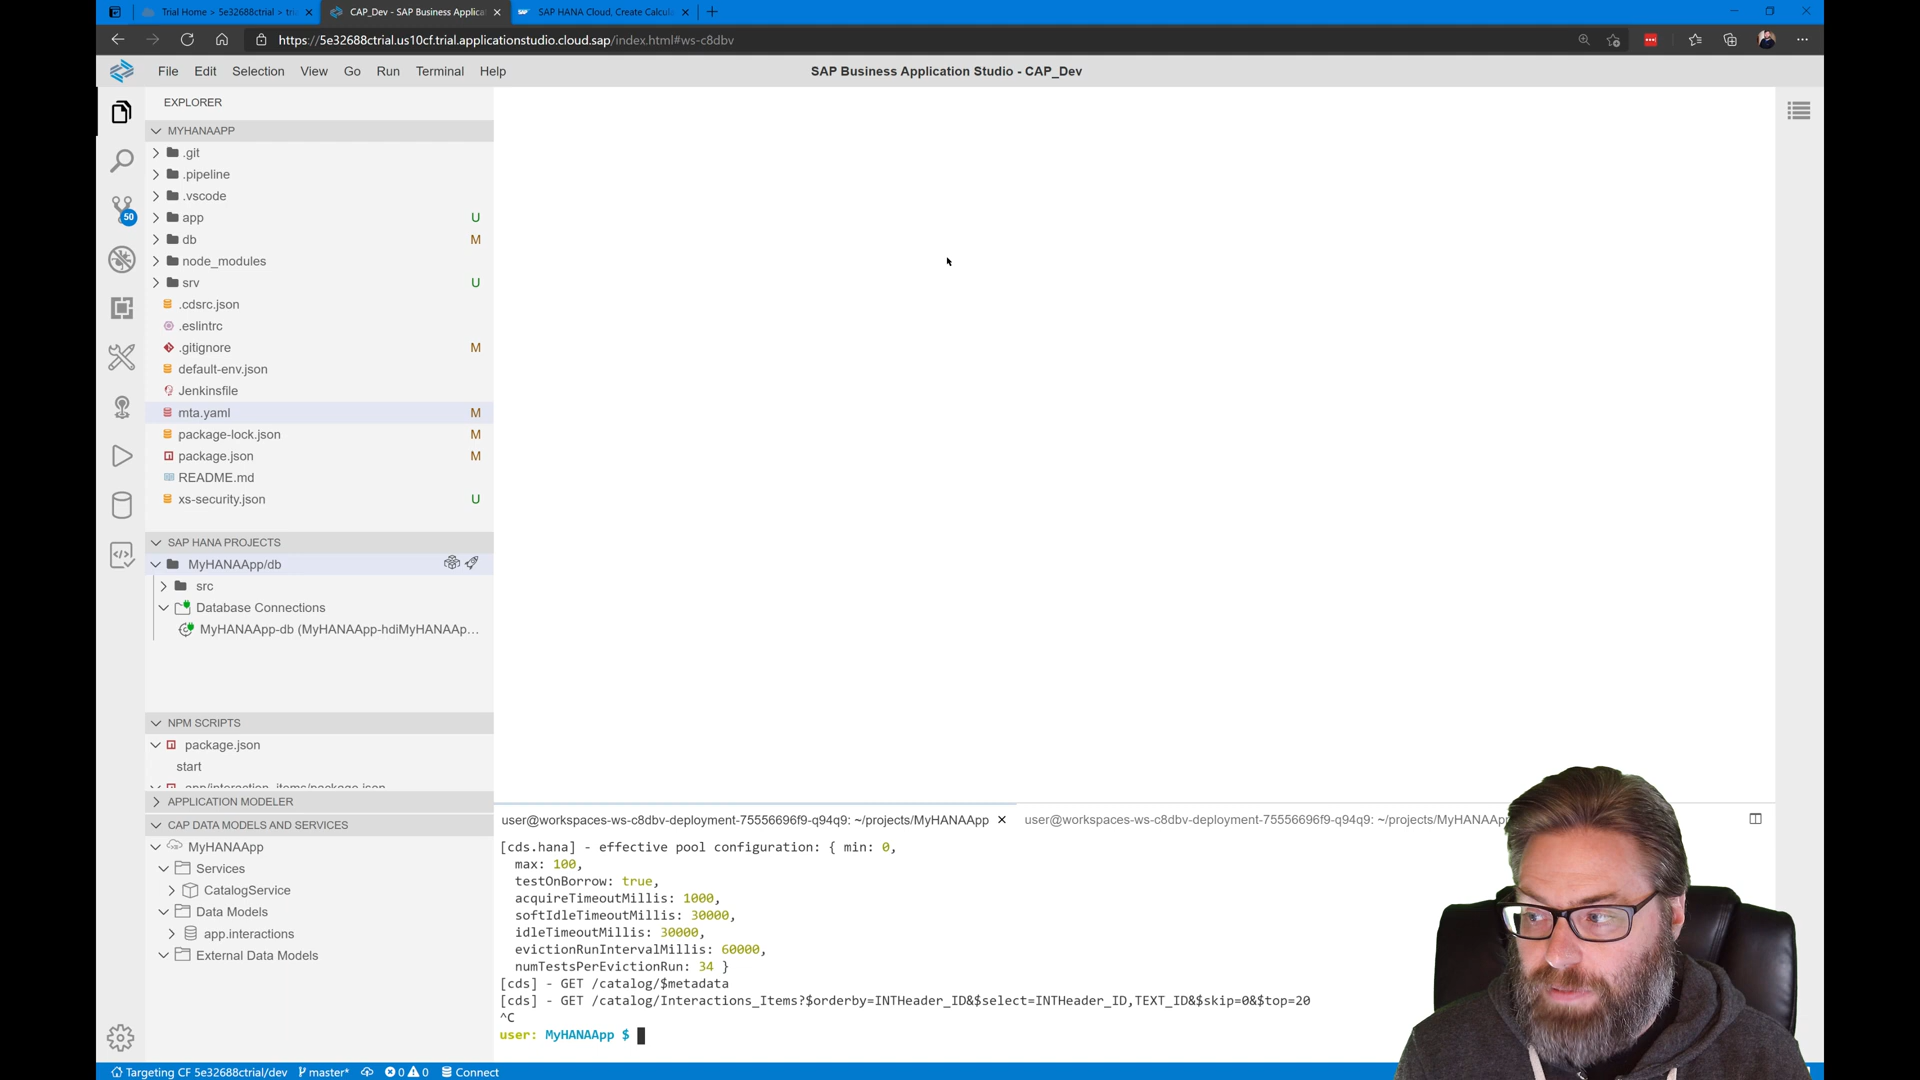 Trial Home > 5e32688ctrial > tri
CAP_Dev - SAP Business Applica
SAP HANA Cloud, Create Calcul
https://5e32688ctrial.us10cf.trial.applicationstudio.cloud.sap/index.html#ws-c8dbv
File Edit Selection View Go Run Terminal Help
SAP Business Application Studio - CAP_Dev
EXPLORER
MYHANAAPP
.git
.pipeline
.vscode
app U
db M
node_modules
srv U
.cdsrc.json
.eslintrc
.gitignore M
default-env.json
Jenkinsfile
mta.yaml M
package-lock.json M
package.json M
README.md
xs-security.json U
50
SAP HANA PROJECTS
MyHANAApp/db
src
Database Connections
MyHANAApp-db (MyHANAApp-hdiMyHANAAp...
NPM SCRIPTS
package.json
start
app/interaction_items/package.json
APPLICATION MODELER
CAP DATA MODELS AND SERVICES
MyHANAApp
Services
CatalogService
Data Models
app.interactions
External Data Models
user@workspaces-ws-c8dbv-deployment-75556696f9-q94q9: ~/projects/MyHANAApp
user@workspaces-ws-c8dbv-deployment-75556696f9-q94q9: ~/projects/MyHANAApp
[cds.hana] - effective pool configuration: { min: 0,
max: 100,
testOnBorrow: true,
acquireTimeoutMillis: 1000,
softIdleTimeoutMillis: 30000,
idleTimeoutMillis: 30000,
evictionRunIntervalMillis: 60000,
numTestsPerEvictionRun: 34 }
[cds] - GET /catalog/$metadata
[cds] - GET /catalog/Interactions_Items?$orderby=INTHeader_ID&$select=INTHeader_ID,TEXT_ID&$skip=0&$top=20
^C
user: MyHANAApp $
Targeting CF 5e32688ctrial/dev master* 0 0 Connect